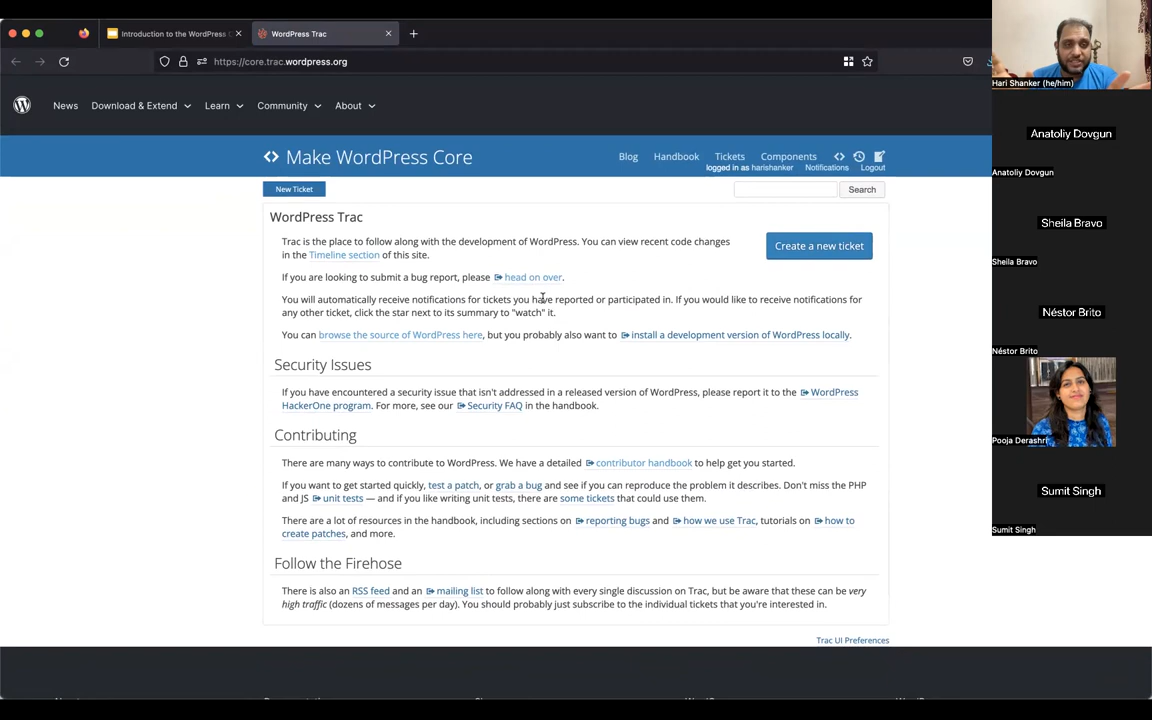 Introduction to the WordPress C
WordPress Trac
https://core.trac.wordpress.org
News Download & Extend Learn Community About
Make WordPress Core
Blog Handbook Tickets Components
logged in as harishanker Notifications Logout
New Ticket
Search
WordPress Trac
Trac is the place to follow along with the development of WordPress. You can view recent code changes
in the Timeline section of this site.
Create a new ticket
If you are looking to submit a bug report, please head on over.
You will automatically receive notifications for tickets you have reported or participated in. If you would like to receive notifications for
any other ticket, click the star next to its summary to "watch" it.
You can browse the source of WordPress here, but you probably also want to install a development version of WordPress locally.
Security Issues
If you have encountered a security issue that isn't addressed in a released version of WordPress, please report it to the WordPress
HackerOne program. For more, see our Security FAQ in the handbook.
Contributing
There are many ways to contribute to WordPress. We have a detailed contributor handbook to help get you started.
If you want to get started quickly, test a patch, or grab a bug and see if you can reproduce the problem it describes. Don't miss the PHP
and JS unit tests — and if you like writing unit tests, there are some tickets that could use them.
There are a lot of resources in the handbook, including sections on reporting bugs and how we use Trac, tutorials on how to
create patches, and more.
Follow the Firehose
There is also an RSS feed and an mailing list to follow along with every single discussion on Trac, but be aware that these can be very
high traffic (dozens of messages per day). You should probably just subscribe to the individual tickets that you're interested in.
Trac UI Preferences
Hari Shanker (he/him)
Anatoliy Dovgun
Anatoliy Dovgun
Sheila Bravo
Sheila Bravo
Néstor Brito
Néstor Brito
Pooja Derashri
Sumit Singh
Sumit Singh